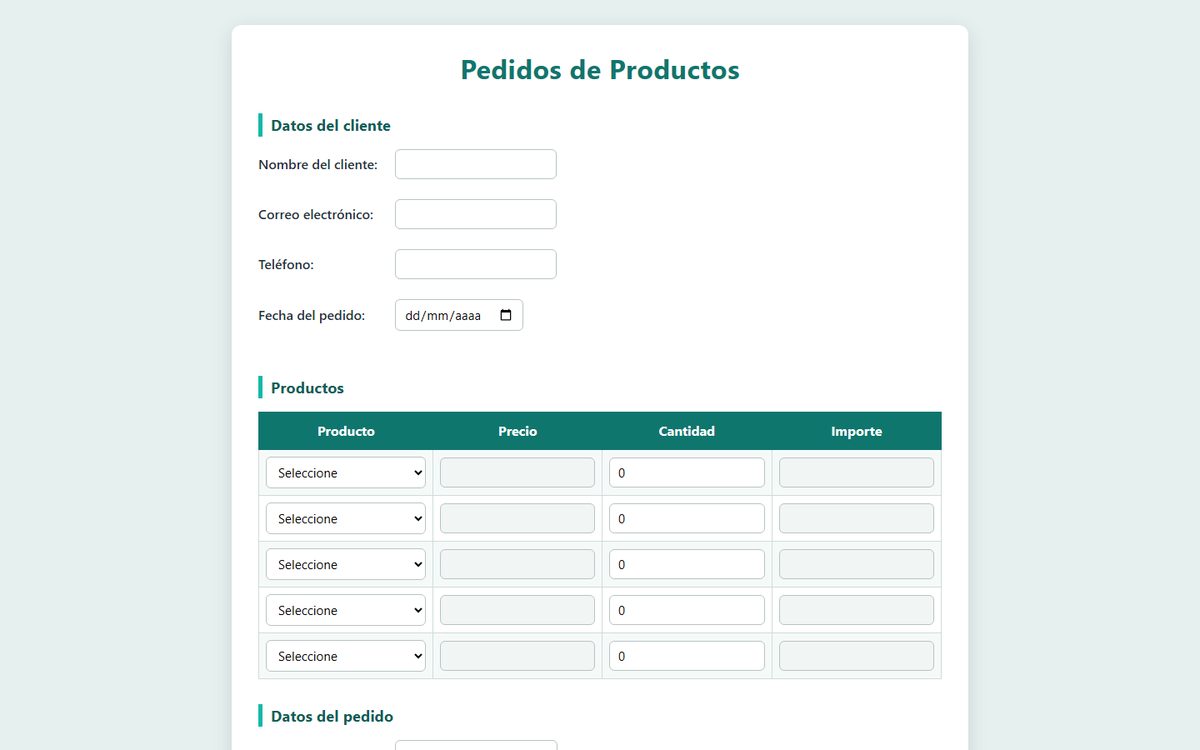 Pedidos de Productos
Datos del cliente
Nombre del cliente:
Correo electrónico:
Teléfono:
Fecha del pedido: dd/mm/aaaa
Productos
Producto Precio Cantidad Importe
Seleccione 0
Seleccione 0
Seleccione 0
Seleccione 0
Seleccione 0
Datos del pedido